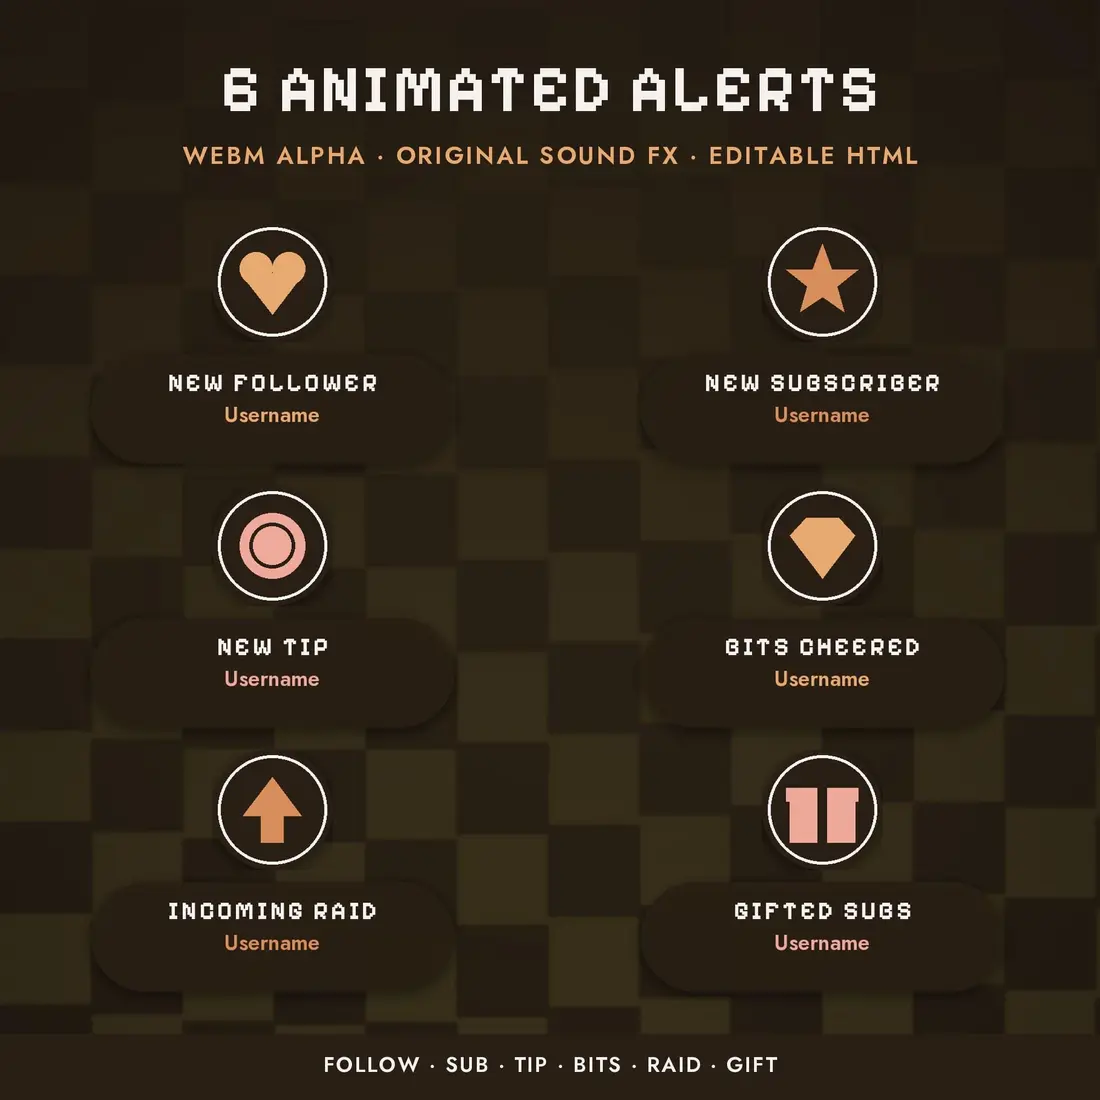 6 ANIMATED ALERTS
WEBM ALPHA · ORIGINAL SOUND FX · EDITABLE HTML
NEW FOLLOWER
Username
NEW SUBSCRIBER
Username
NEW TIP
Username
BITS CHEERED
Username
INCOMING RAID
Username
GIFTED SUBS
Username
FOLLOW · SUB · TIP · BITS · RAID · GIFT